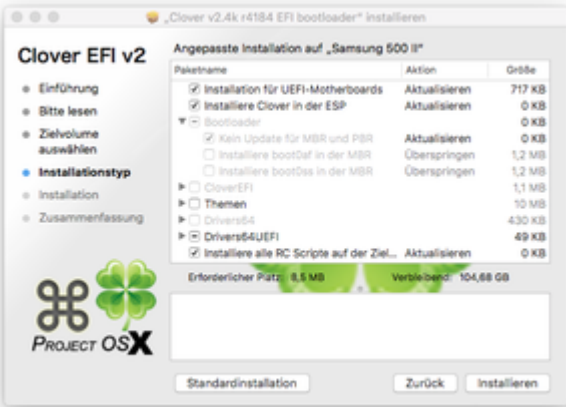 „Clover v2.4k r4184 EFI bootloader" installieren
Clover EFI v2
Angepasste Installation auf „Samsung 500 II"
Paketname Aktion Größe
Einführung
Bitte lesen
Zielvolume
auswählen
Installationstyp
Installation
Zusammenfassung
Installation für UEFI-Motherboards Aktualisieren 717 KB
Installiere Clover in der ESP Aktualisieren 0 KB
Bootloader 0 KB
Kein Update für MBR und PBR Aktualisieren 0 KB
Installiere boot0af in der MBR Überspringen 1,2 MB
Installiere boot0ss in der MBR Überspringen 1,2 MB
CloverEFI 1,1 MB
Themen 10 MB
Drivers64 430 KB
Drivers64UEFI 49 KB
Installiere alle RC Scripte auf der Ziel... Aktualisieren 0 KB
Erforderlicher Platz: 8,5 MB Verbleibend: 104,68 GB
PROJECT OSX
Standardinstallation Zurück Installieren